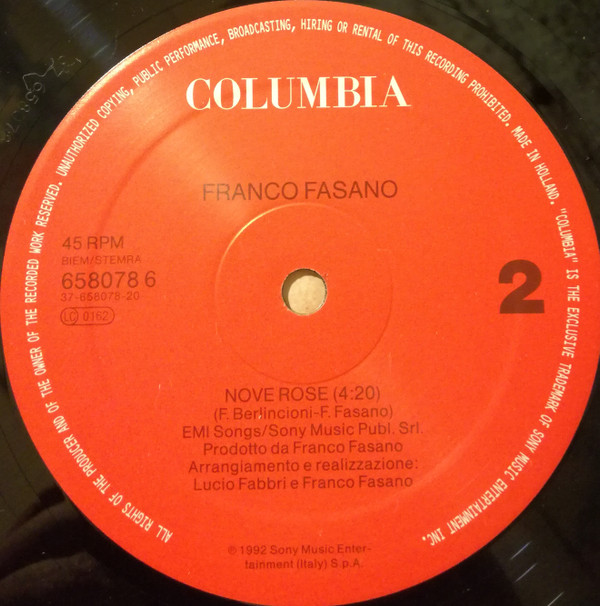 ALL RIGHTS OF THE PRODUCER AND OF THE OWNER OF THE RECORDED WORK RESERVED. UNAUTHORIZED COPYING, PUBLIC PERFORMANCE, BROADCASTING, HIRING OR RENTAL OF THIS RECORDING PROHIBITED. MADE IN HOLLAND. "COLUMBIA" IS THE EXCLUSIVE TRADEMARK OF SONY MUSIC ENTERTAINMENT INC.
COLUMBIA
FRANCO FASANO
45 RPM
BIEM/STEMRA
658078 6
37-658078-20
LC 0162
2
NOVE ROSE (4:20)
(F. Berlincioni-F. Fasano)
EMI Songs/Sony Music Publ. Srl.
Prodotto da Franco Fasano
Arrangiamento e realizzazione:
Lucio Fabbri e Franco Fasano
℗ 1992 Sony Music Enter-
tainment (Italy) S.p.A.